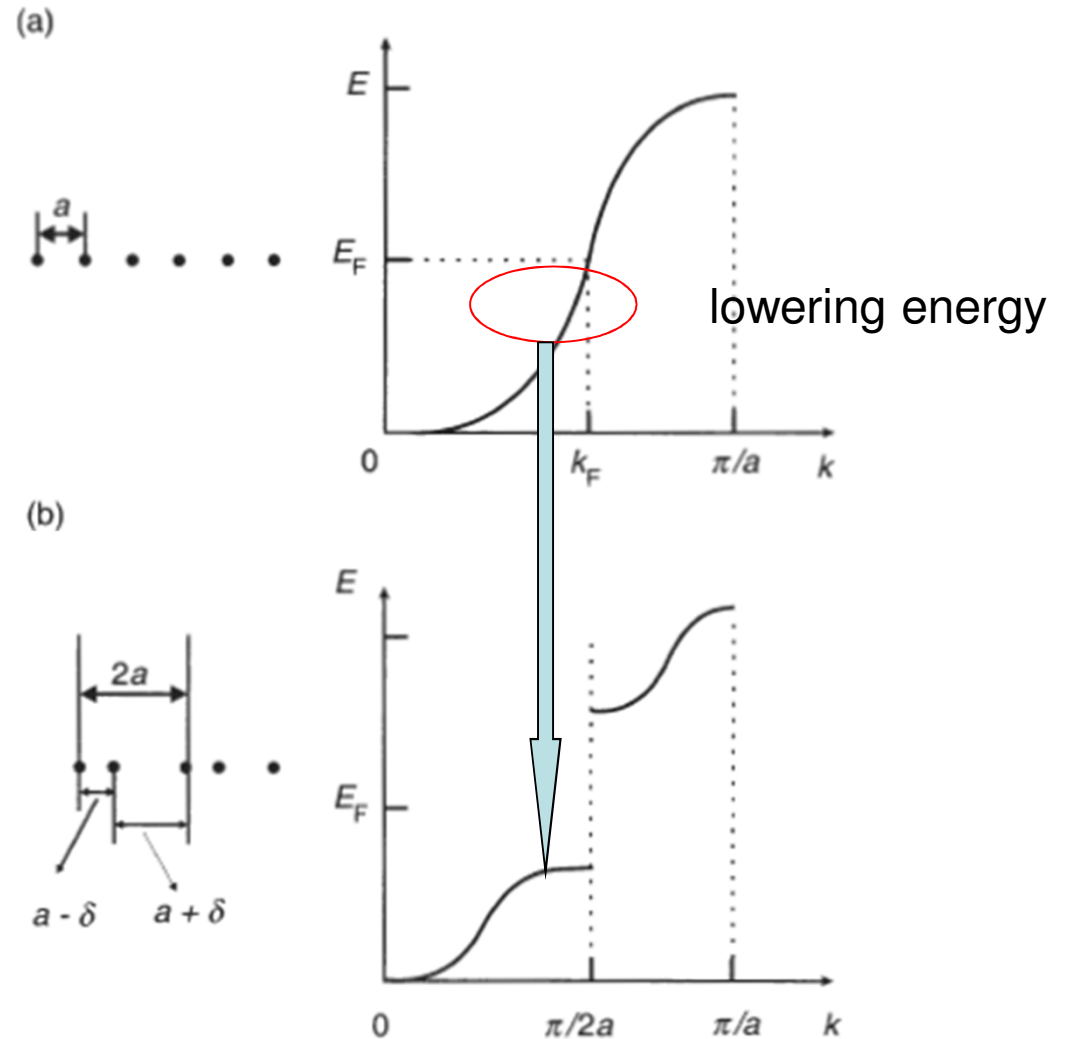 (a)
E
a
E_F
lowering energy
0
k_F
π/a
k
(b)
E
2a
E_F
a - δ
a + δ
0
π/2a
π/a
k